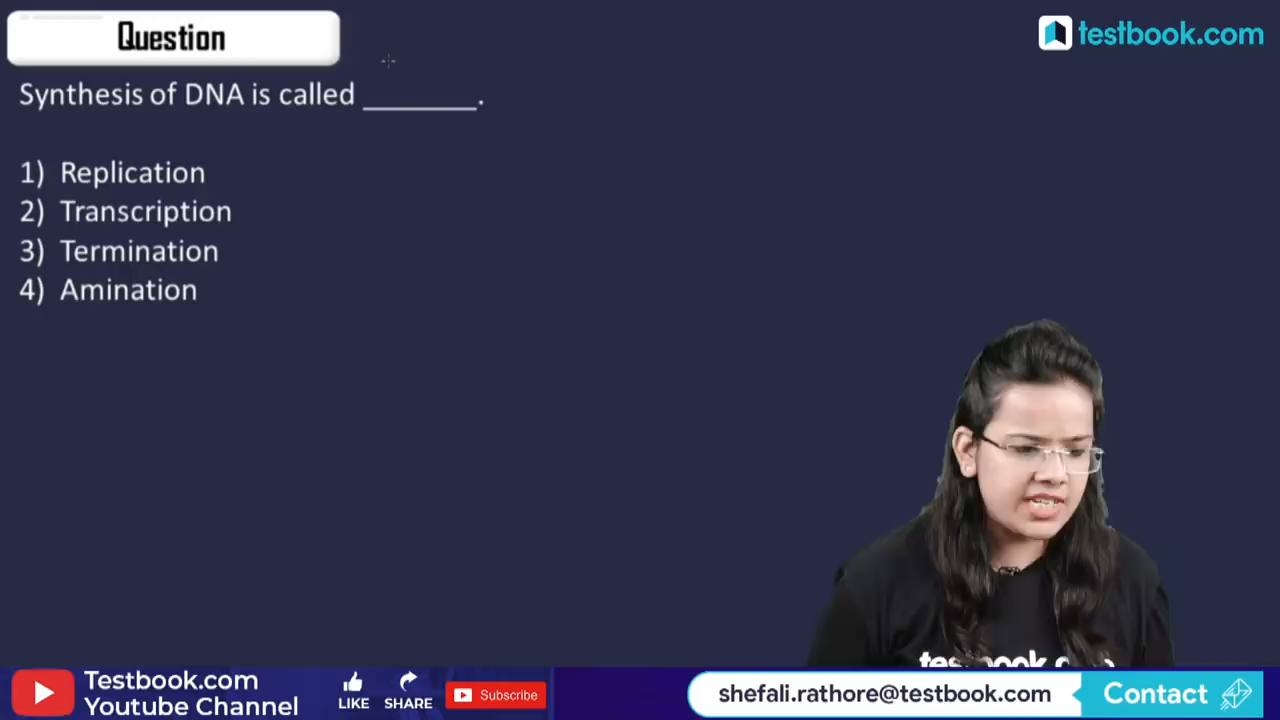 Question
testbook.com
Synthesis of DNA is called ________.
1) Replication
2) Transcription
3) Termination
4) Amination
Testbook.com
Youtube Channel
LIKE
SHARE
Subscribe
shefali.rathore@testbook.com
Contact